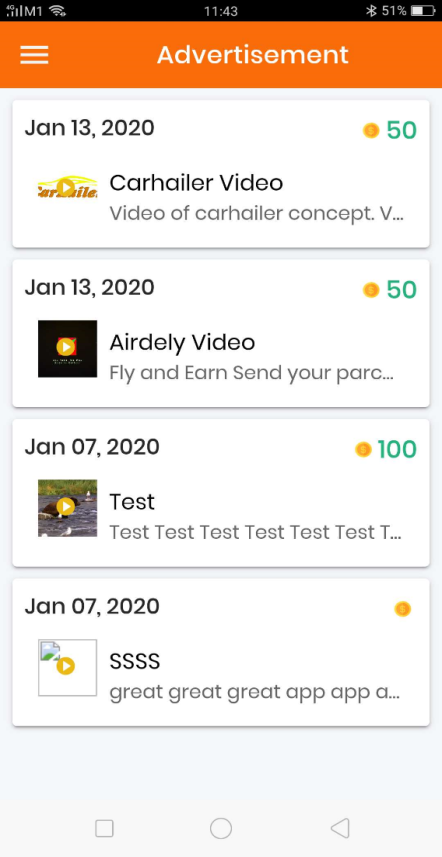 4G M1 11:43 51%
Advertisement
Jan 13, 2020 50
Carhailer
Carhailer Video
Video of carhailer concept. V...
Jan 13, 2020 50
Airdely Video
Fly and Earn Send your parc...
Jan 07, 2020 100
Test
Test Test Test Test Test Test T...
Jan 07, 2020
SSSS
great great great app app a...